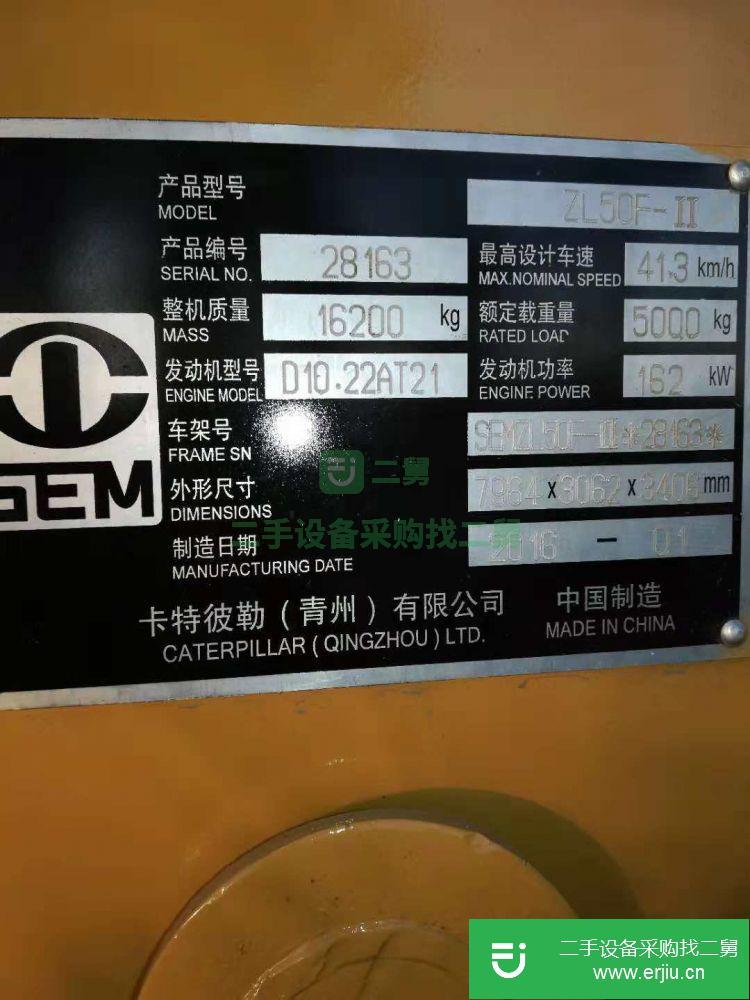 产品型号
MODEL
ZL50F-II
产品编号
SERIAL NO.
28163
最高设计车速
MAX.NOMINAL SPEED
41.3 km/h
整机质量
MASS
16200 kg
额定载重量
RATED LOAD
5000 kg
发动机型号
ENGINE MODEL
D10.22AT21
发动机功率
ENGINE POWER
162 kW
车架号
FRAME SN
SEMZL50F-II*28163*
外形尺寸
DIMENSIONS
7964 x 3062 x 3406 mm
制造日期
MANUFACTURING DATE
2016 - 01
SEM
卡特彼勒(青州)有限公司
CATERPILLAR (QINGZHOU) LTD.
中国制造
MADE IN CHINA
二舅
二手设备采购找二舅
二手设备采购找二舅
www.erjiu.cn